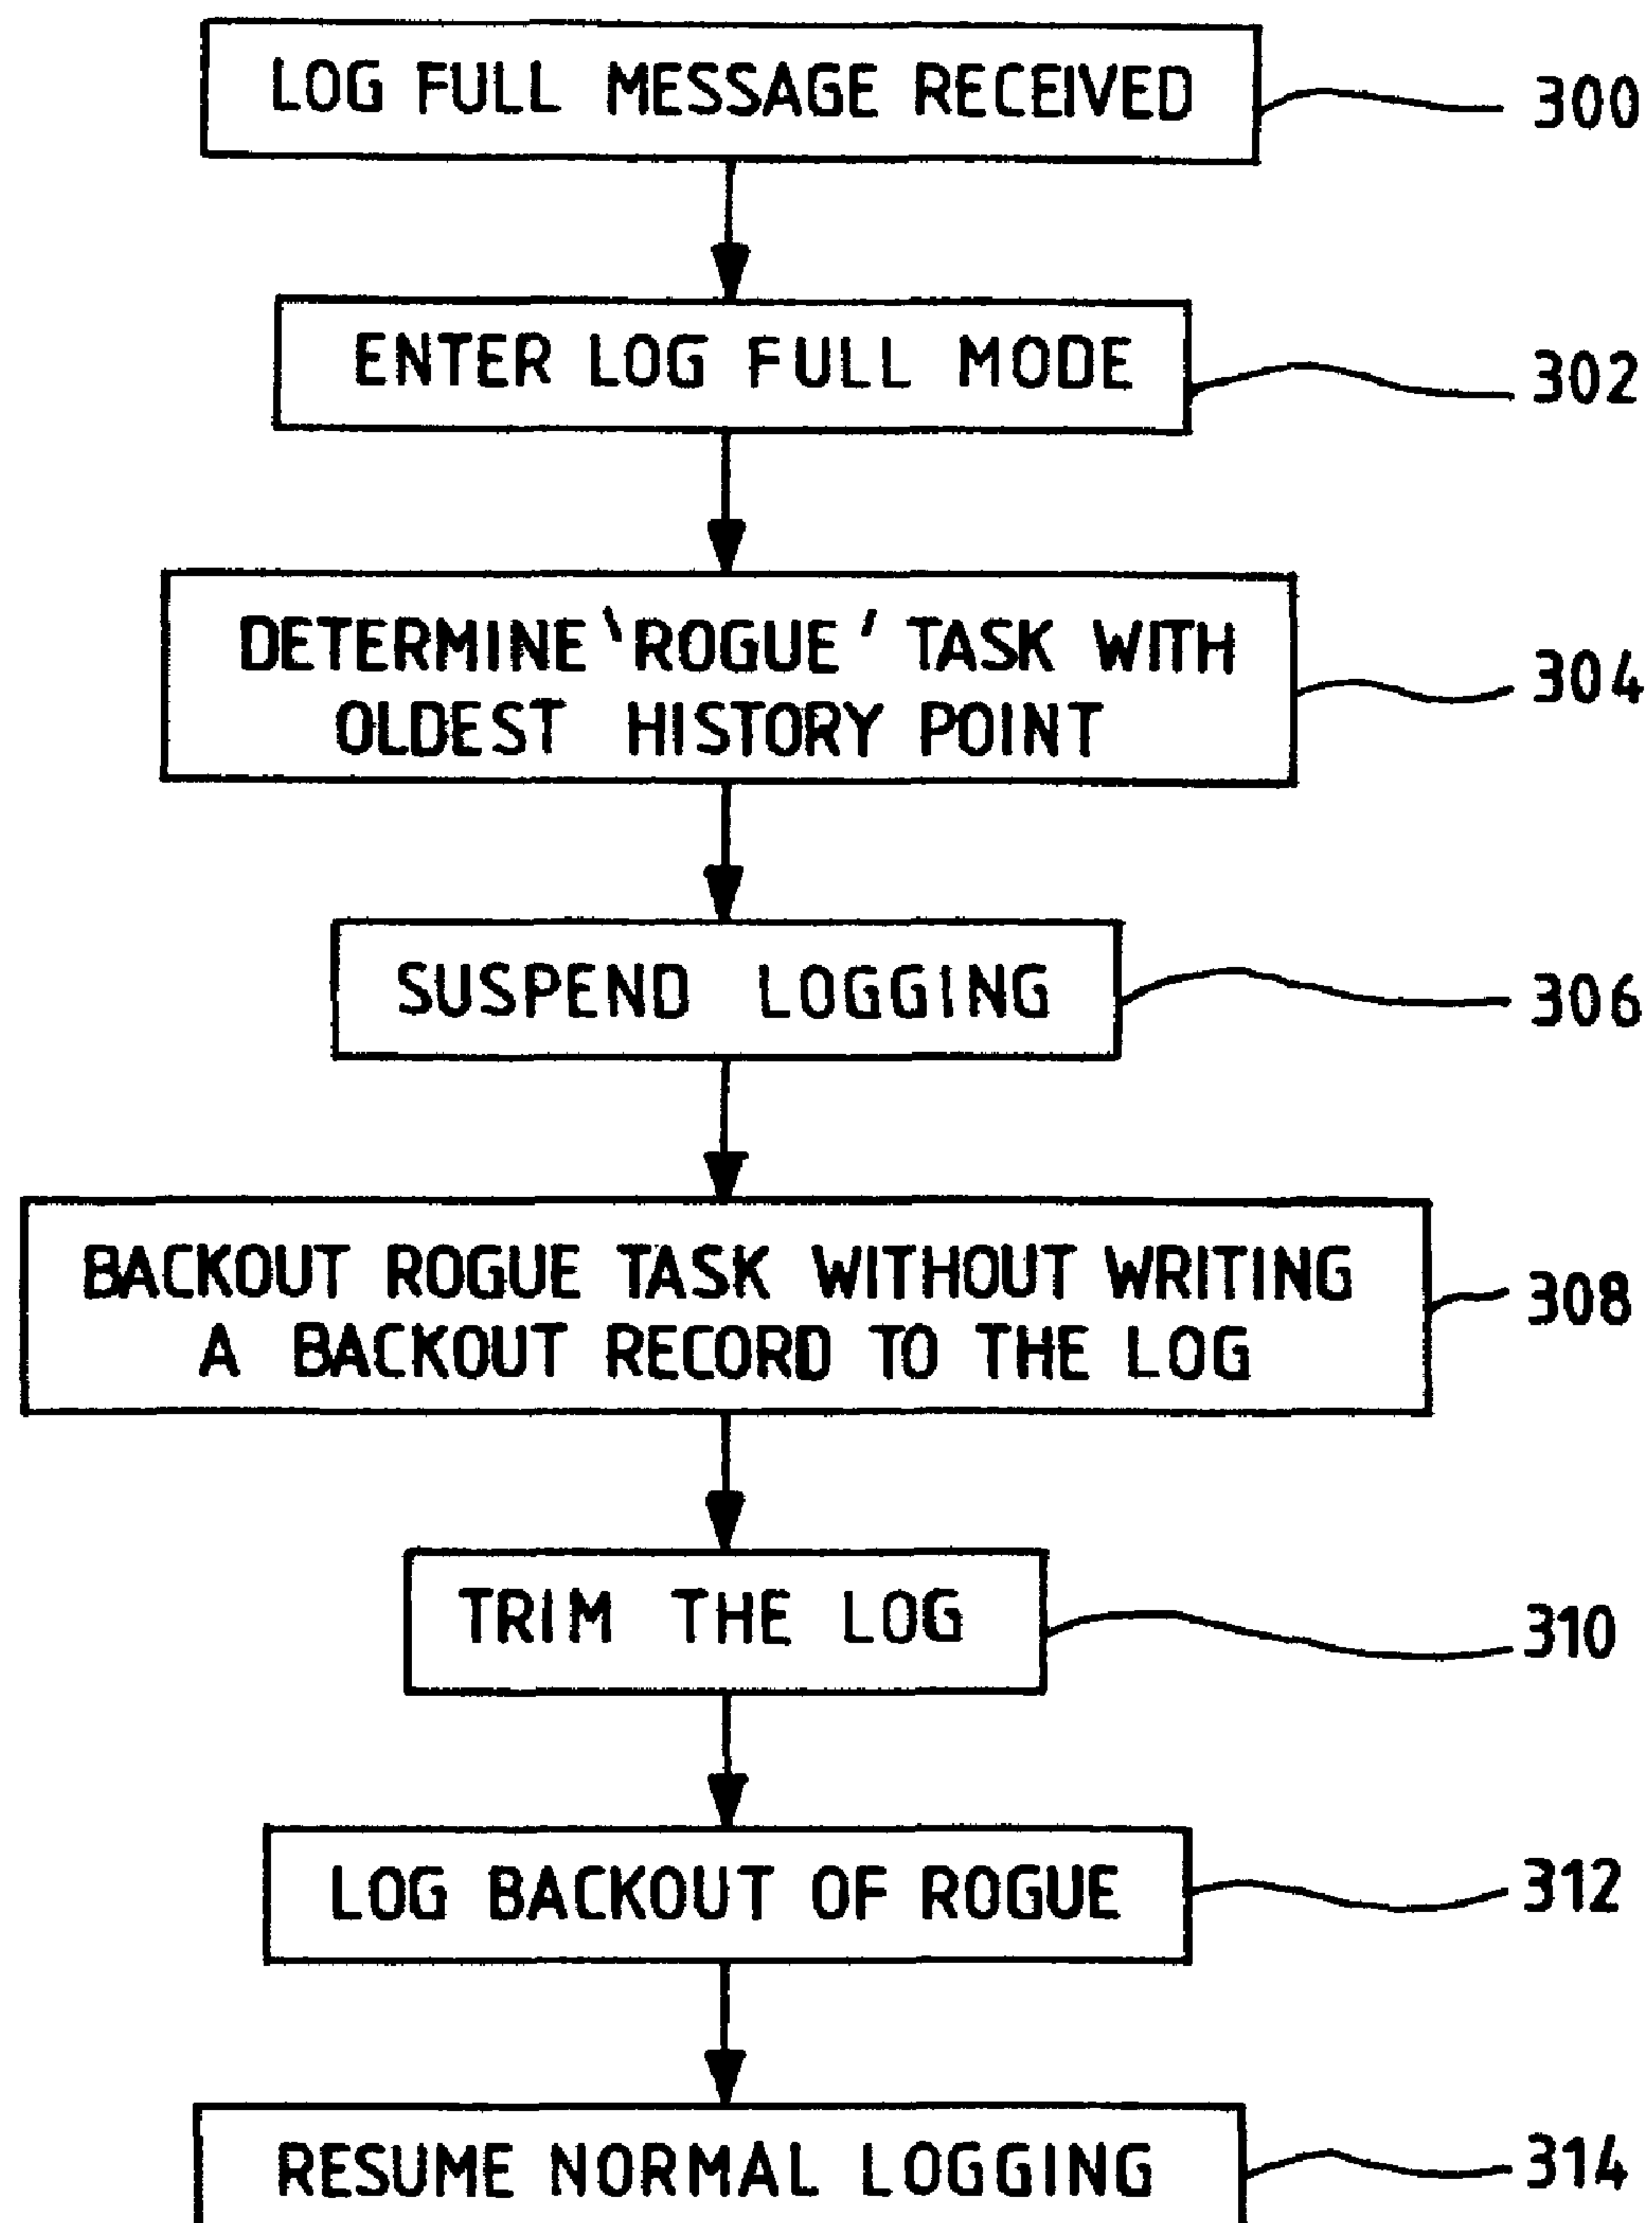 LOG FULL MESSAGE RECEIVED
300
ENTER LOG FULL MODE
302
DETERMINE 'ROGUE' TASK WITH
OLDEST HISTORY POINT
304
SUSPEND LOGGING
306
BACKOUT ROGUE TASK WITHOUT WRITING
A BACKOUT RECORD TO THE LOG
308
TRIM THE LOG
310
LOG BACKOUT OF ROGUE
312
RESUME NORMAL LOGGING
314